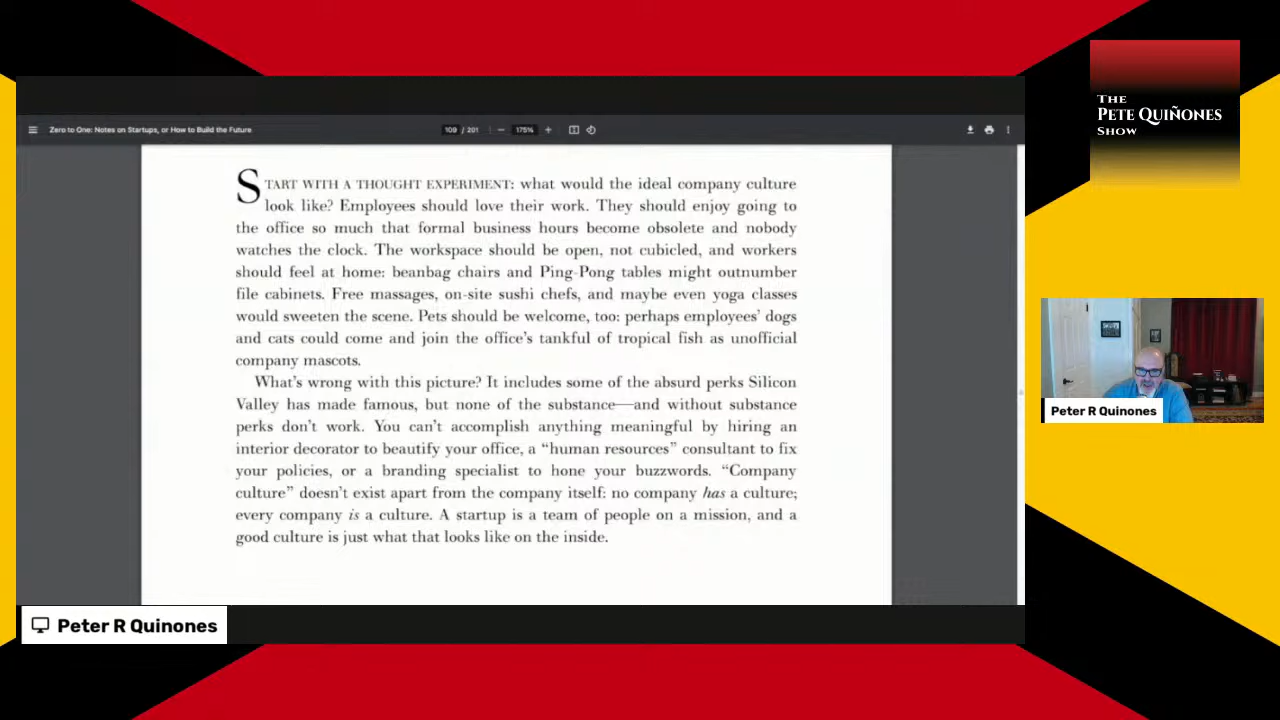 Zero to One: Notes on Startups, or How to Build the Future
109 / 201
175%
START WITH A THOUGHT EXPERIMENT: what would the ideal company culture
look like? Employees should love their work. They should enjoy going to
the office so much that formal business hours become obsolete and nobody
watches the clock. The workspace should be open, not cubicled, and workers
should feel at home: beanbag chairs and Ping-Pong tables might outnumber
file cabinets. Free massages, on-site sushi chefs, and maybe even yoga classes
would sweeten the scene. Pets should be welcome, too: perhaps employees’ dogs
and cats could come and join the office’s tankful of tropical fish as unofficial
company mascots.
What’s wrong with this picture? It includes some of the absurd perks Silicon
Valley has made famous, but none of the substance—and without substance
perks don’t work. You can’t accomplish anything meaningful by hiring an
interior decorator to beautify your office, a “human resources” consultant to fix
your policies, or a branding specialist to hone your buzzwords. “Company
culture” doesn’t exist apart from the company itself: no company has a culture;
every company is a culture. A startup is a team of people on a mission, and a
good culture is just what that looks like on the inside.
Peter R Quinones
THE
PETE QUIÑONES
SHOW
Peter R Quinones